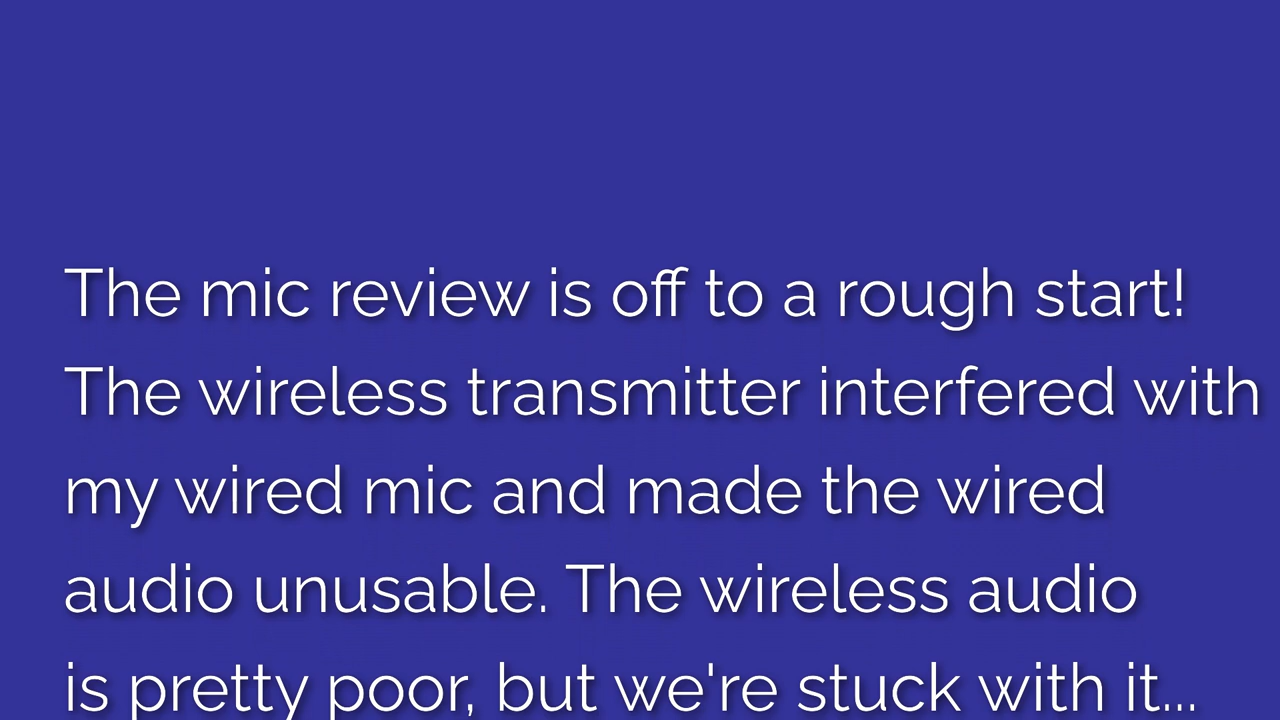 The mic review is off to a rough start!
The wireless transmitter interfered with
my wired mic and made the wired
audio unusable. The wireless audio
is pretty poor, but we're stuck with it...